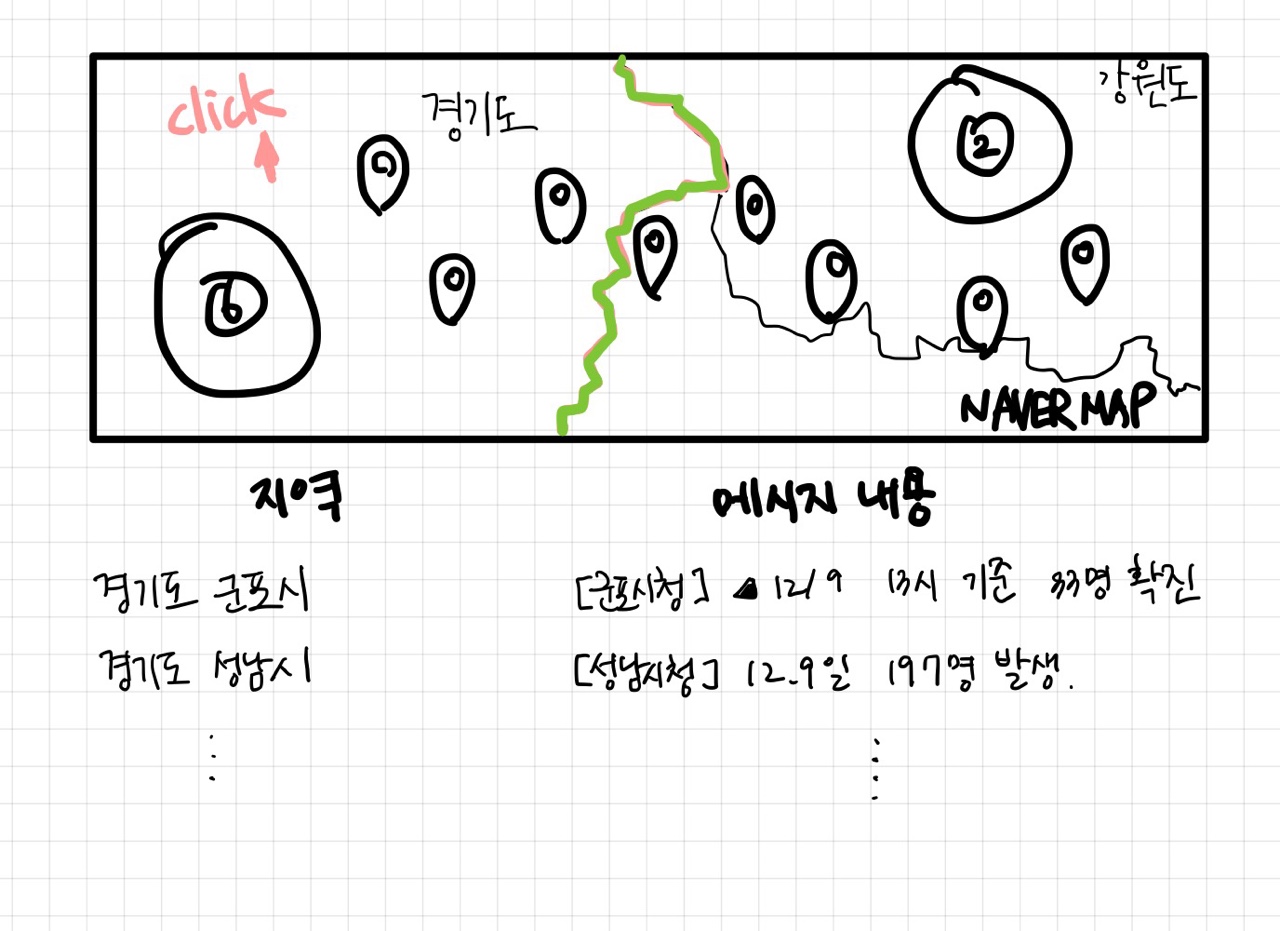 click
경기도
강원도
2
6
NAVER MAP
지역 메시지 내용
경기도 군포시 [군포시청] ▲ 12/9 13시 기준 33명 확진
경기도 성남시 [성남시청] 12.9일 197명 발생.